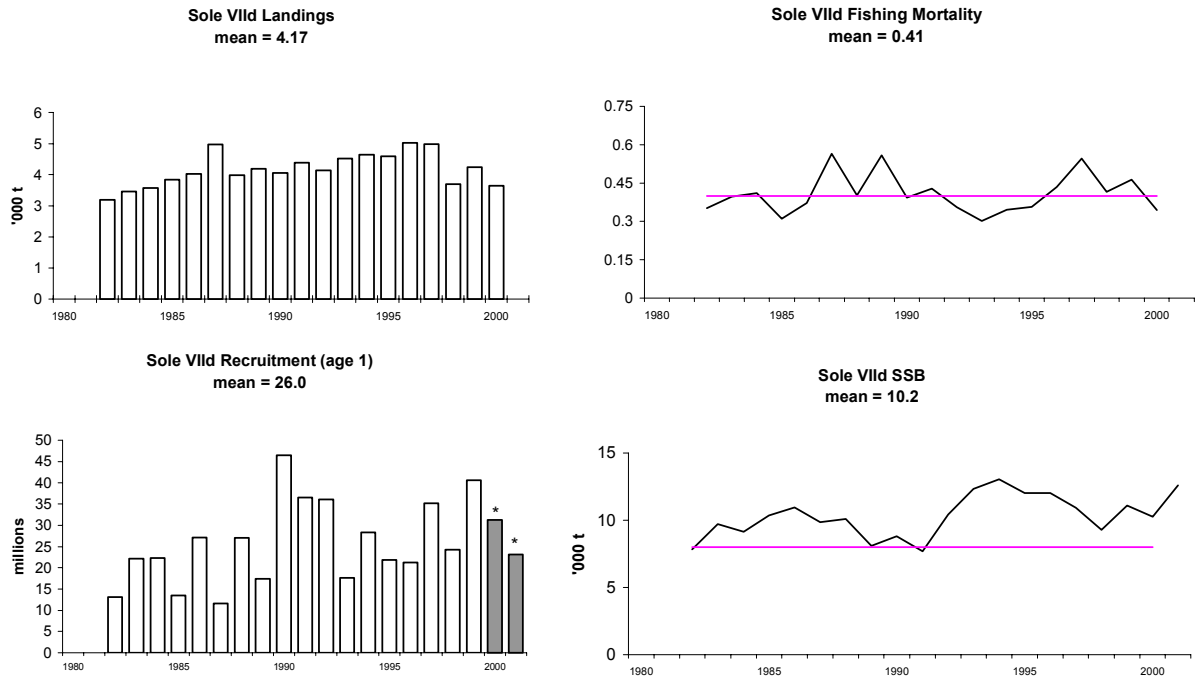 Sole VIId Landings
mean = 4.17
'000 t
6
5
4
3
2
1
0
1980 1985 1990 1995 2000
Sole VIId Fishing Mortality
mean = 0.41
0.75
0.6
0.45
0.3
0.15
0
1980 1985 1990 1995 2000
Sole VIId Recruitment (age 1)
mean = 26.0
millions
50
45
40
35
30
25
20
15
10
5
0
* *
1980 1985 1990 1995 2000
Sole VIId SSB
mean = 10.2
'000 t
15
10
5
0
1980 1985 1990 1995 2000